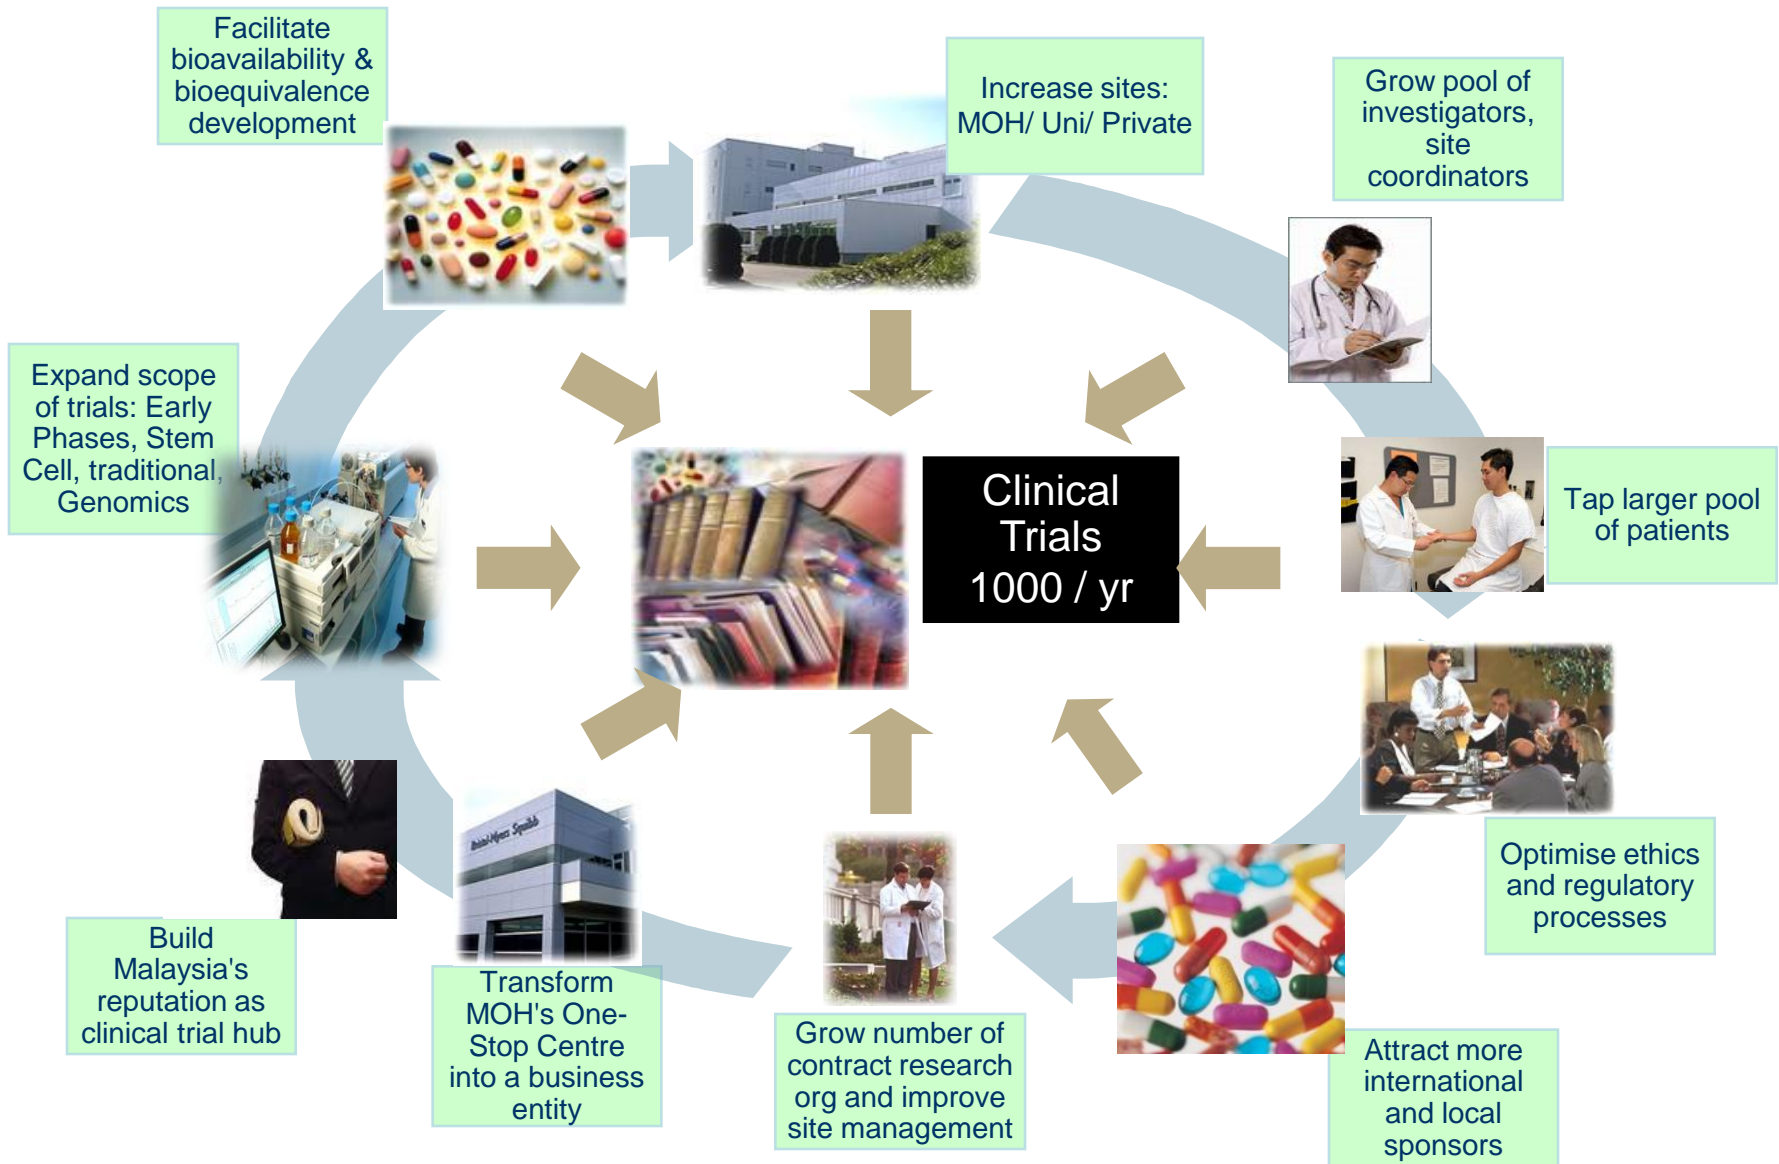 Facilitate
bioavailability &
bioequivalence
development
Increase sites:
MOH/ Uni/ Private
Grow pool of
investigators,
site
coordinators
Expand scope
of trials: Early
Phases, Stem
Cell, traditional,
Genomics
Clinical
Trials
1000 / yr
Tap larger pool
of patients
Optimise ethics
and regulatory
processes
Attract more
international
and local
sponsors
Grow number of
contract research
org and improve
site management
Bristol-Myers Squibb
Transform
MOH's One-
Stop Centre
into a business
entity
Build
Malaysia's
reputation as
clinical trial hub